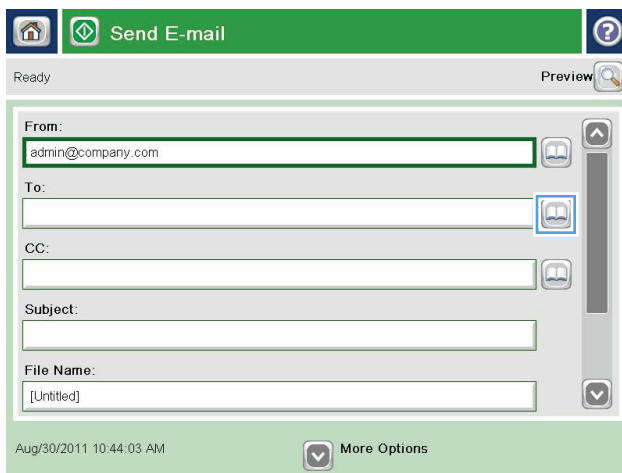 Send E-mail
Ready
Preview
From:
admin@company.com
To:
CC:
Subject:
File Name:
[Untitled]
Aug/30/2011 10:44:03 AM
More Options